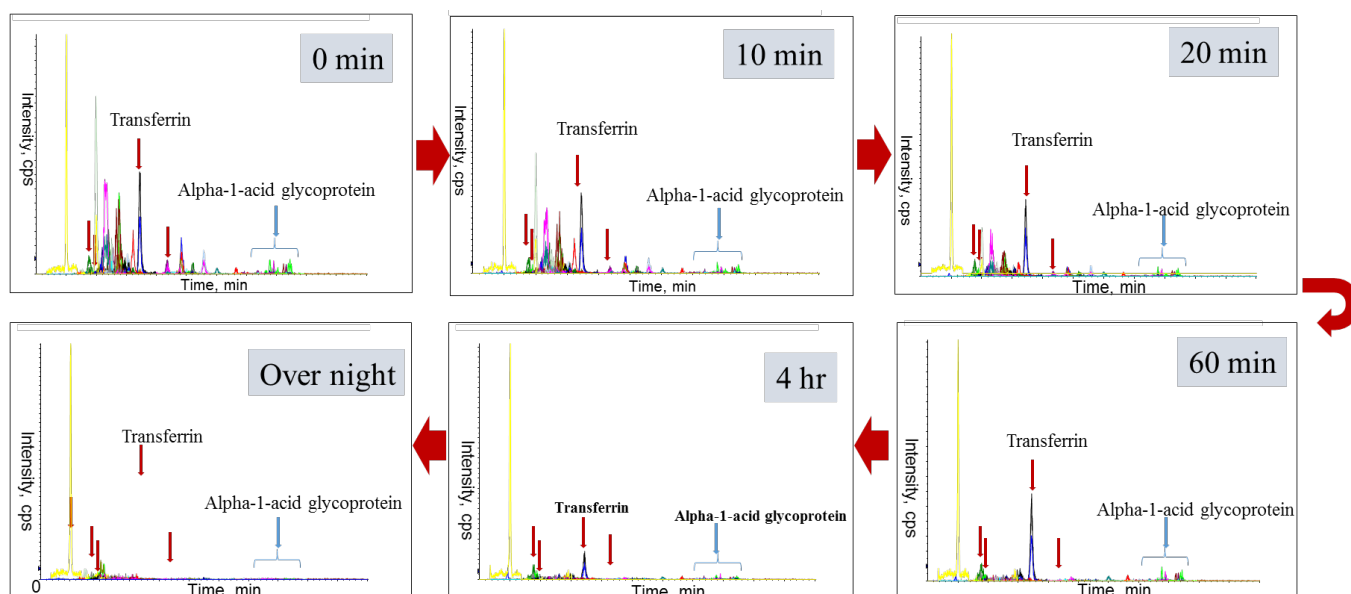 0 min
Intensity, cps
Transferrin
Alpha-1-acid glycoprotein
Time, min
10 min
Intensity, cps
Transferrin
Alpha-1-acid glycoprotein
Time, min
20 min
Intensity, cps
Transferrin
Alpha-1-acid glycoprotein
Time, min
Over night
Intensity, cps
Transferrin
Alpha-1-acid glycoprotein
0
Time, min
4 hr
Intensity, cps
Transferrin
Alpha-1-acid glycoprotein
Time, min
60 min
Intensity, cps
Transferrin
Alpha-1-acid glycoprotein
Time, min